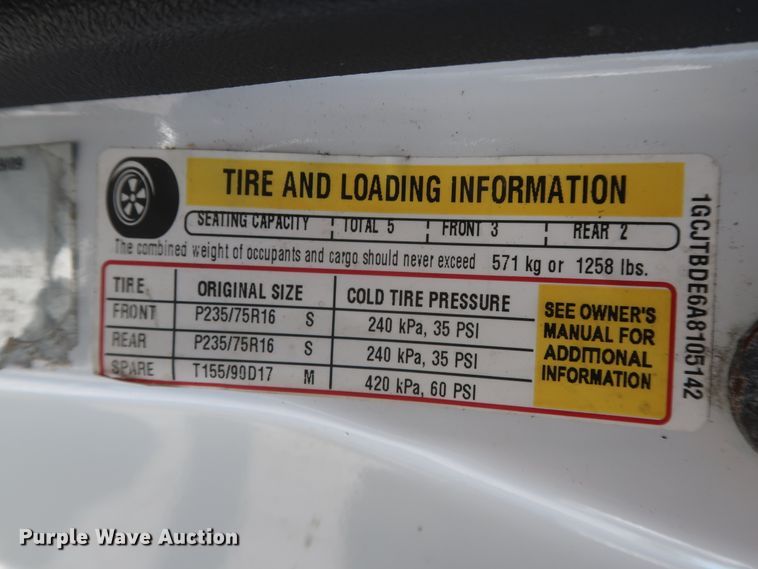 TIRE AND LOADING INFORMATION
SEATING CAPACITY TOTAL 5 FRONT 3 REAR 2
The combined weight of occupants and cargo should never exceed 571 kg or 1258 lbs.
TIRE ORIGINAL SIZE COLD TIRE PRESSURE
FRONT P235/75R16 S 240 kPa, 35 PSI
REAR P235/75R16 S 240 kPa, 35 PSI
SPARE T155/90D17 M 420 kPa, 60 PSI
SEE OWNER'S
MANUAL FOR
ADDITIONAL
INFORMATION
1GCJTBDE6A8105142
Purple Wave Auction